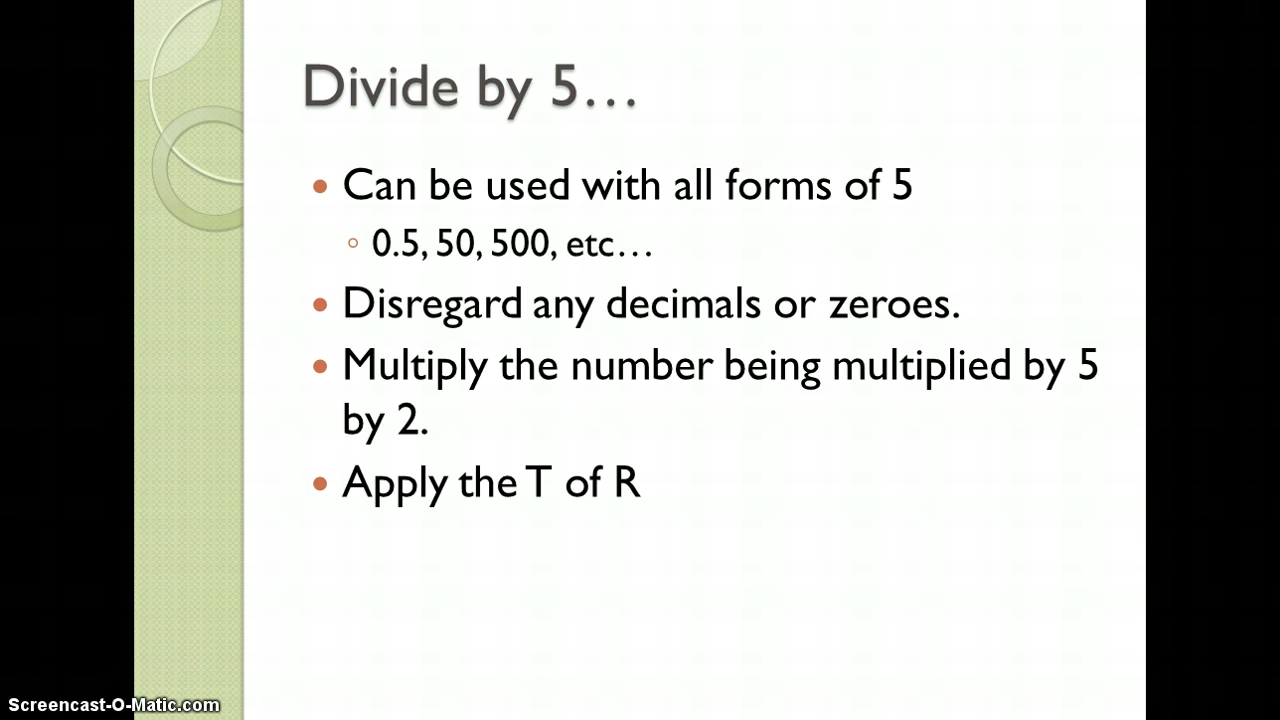 Divide by 5…
• Can be used with all forms of 5
◦ 0.5, 50, 500, etc…
• Disregard any decimals or zeroes.
• Multiply the number being multiplied by 5
by 2.
• Apply the T of R
Screencast-O-Matic.com